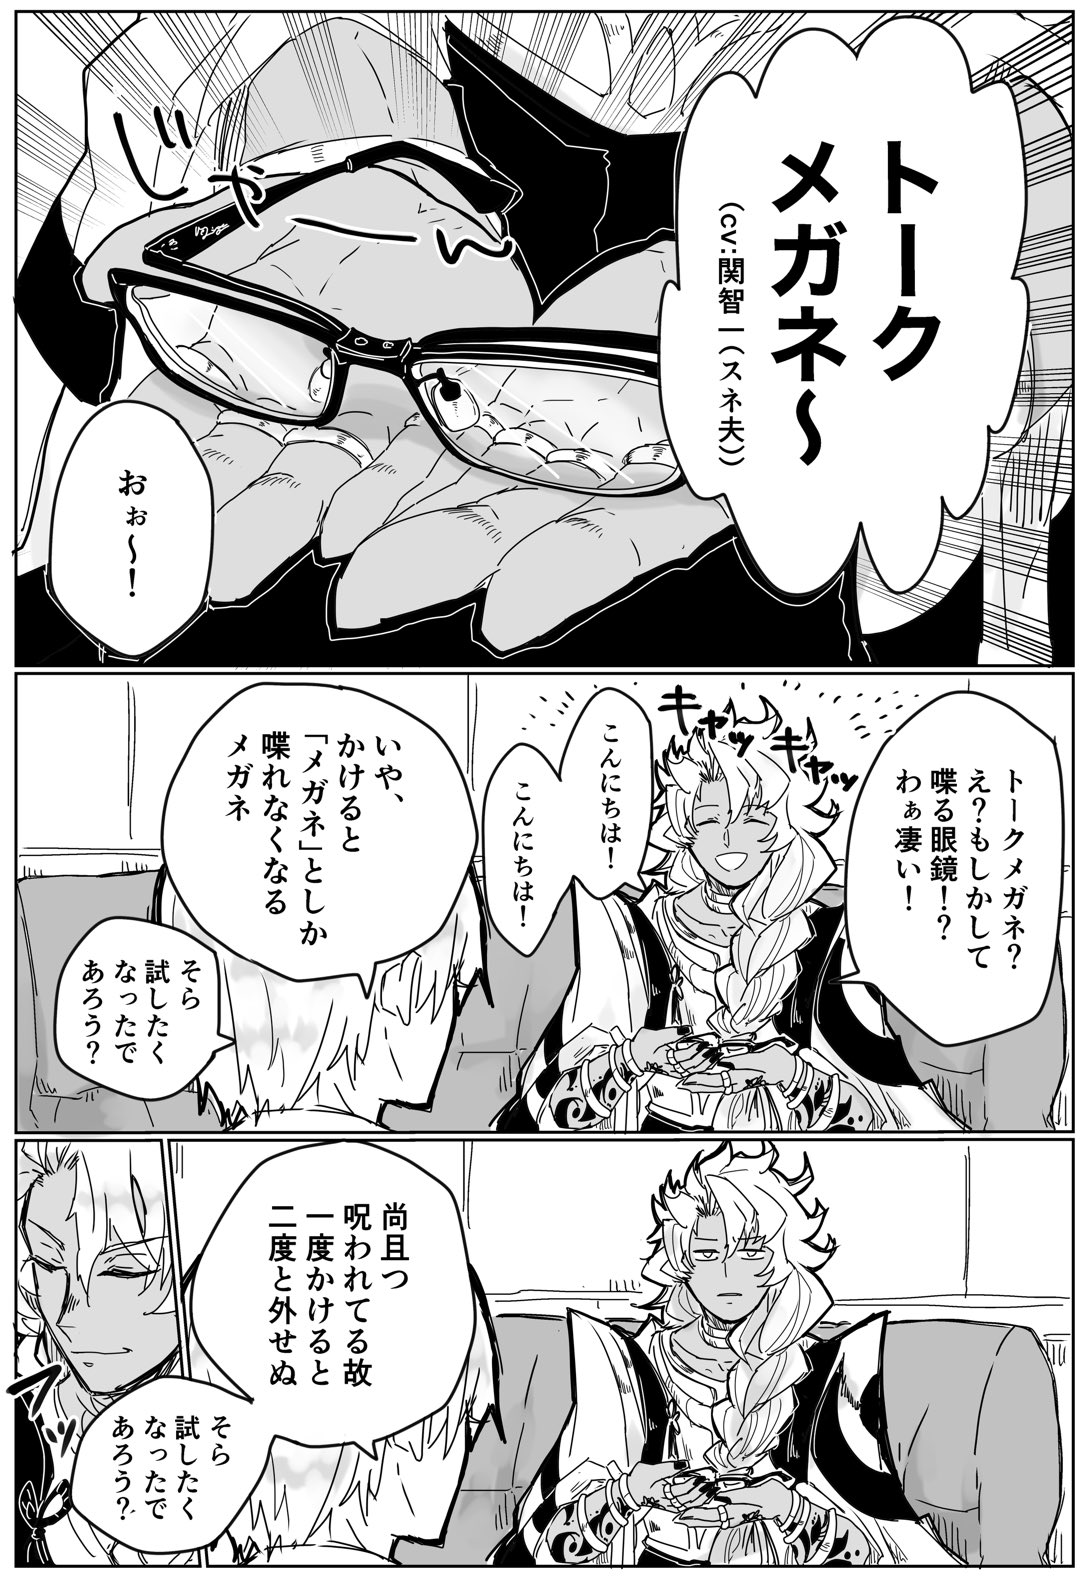 トーク
メガネ〜
（cv:関智一（スネ夫））
じゃーん
おぉ〜！
トークメガネ？
え？もしかして
喋る眼鏡！？
わぁ凄い！
キャッ
キャッ
こんにちは！
こんにちは！
いや、
かけると
「メガネ」としか
喋れなくなる
メガネ
そら
試したく
なったで
あろう？
尚且つ
呪われてる故
一度かけると
二度と外せぬ
そら
試したく
なったで
あろう？